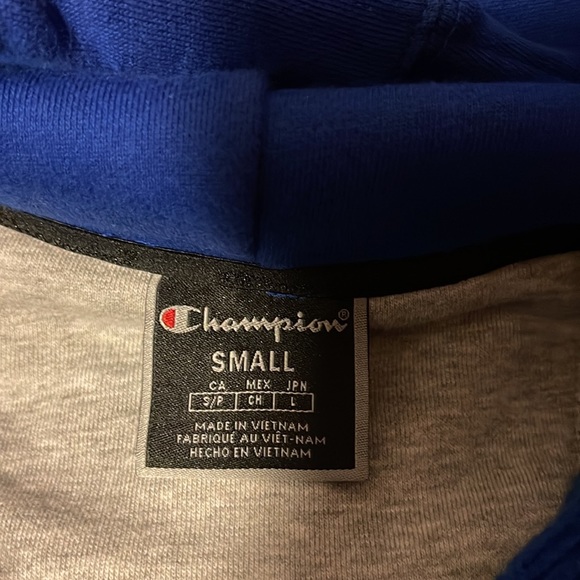 Champion®
SMALL
CA MEX JPN
S/P CH L
MADE IN VIETNAM
FABRIQUÉ AU VIÊT-NAM
HECHO EN VIETNAM